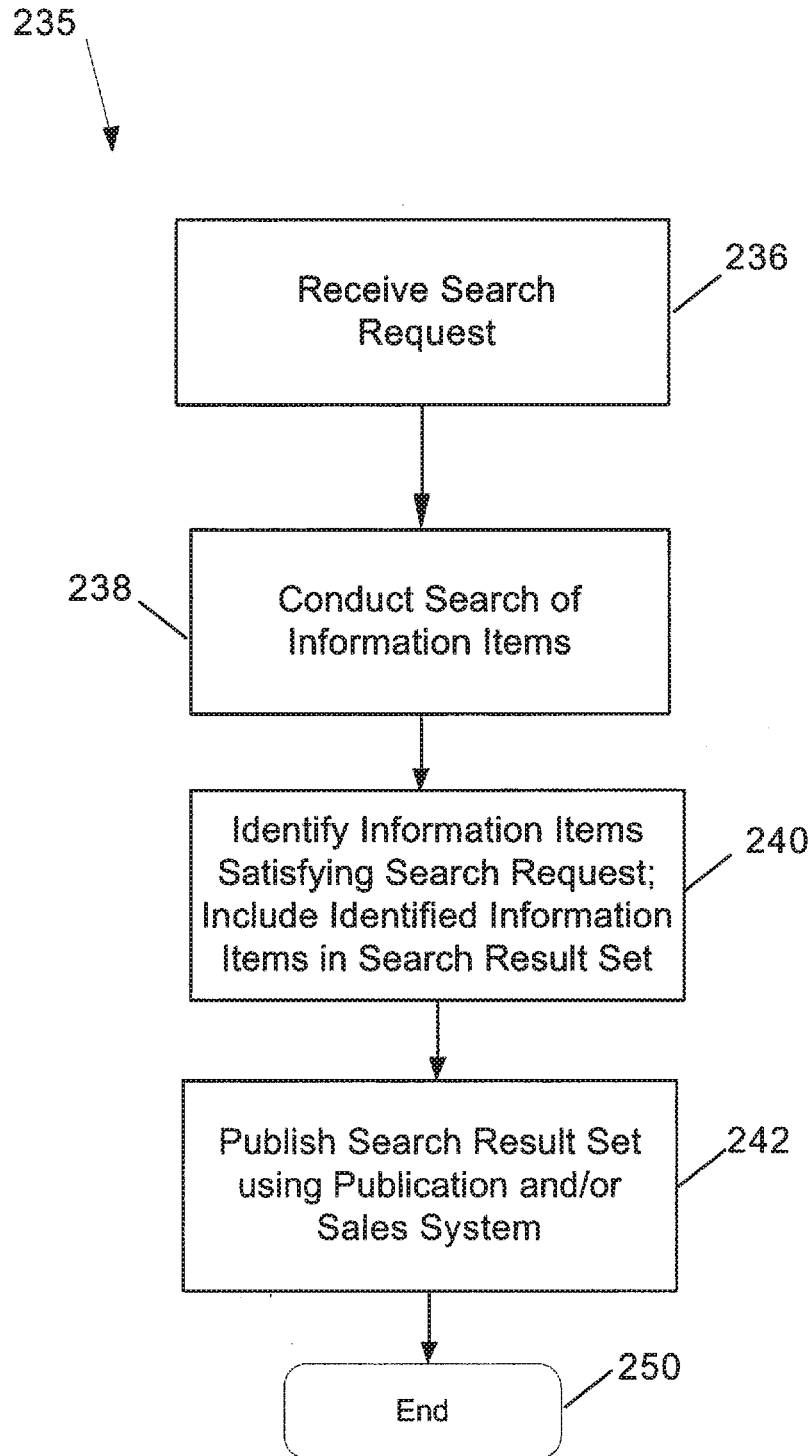 235
Receive Search
Request
236
238
Conduct Search of
Information Items
Identify Information Items
Satisfying Search Request;
Include Identified Information
Items in Search Result Set
240
Publish Search Result Set
using Publication and/or
Sales System
242
End
250